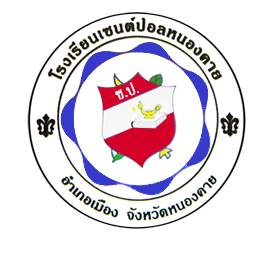 โรงเรียนเซนต์ปอลหนองคาย
ซ.ป.
อำเภอเมือง จังหวัดหนองคาย